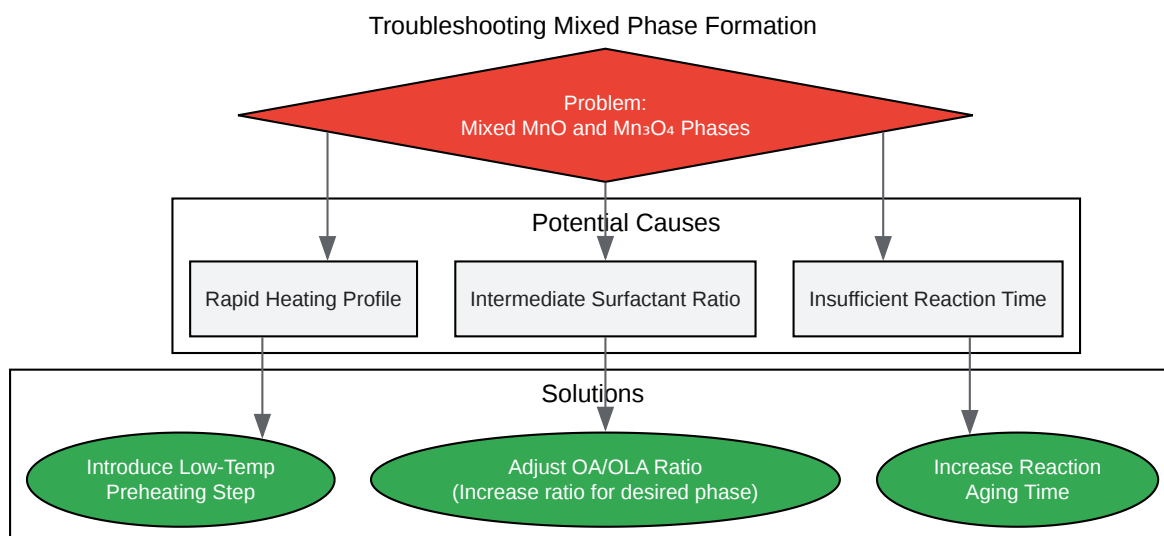 Troubleshooting Mixed Phase Formation
Problem:
Mixed MnO and Mn₃O₄ Phases
Potential Causes
Rapid Heating Profile
Intermediate Surfactant Ratio
Insufficient Reaction Time
Solutions
Introduce Low-Temp
Preheating Step
Adjust OA/OLA Ratio
(Increase ratio for desired phase)
Increase Reaction
Aging Time